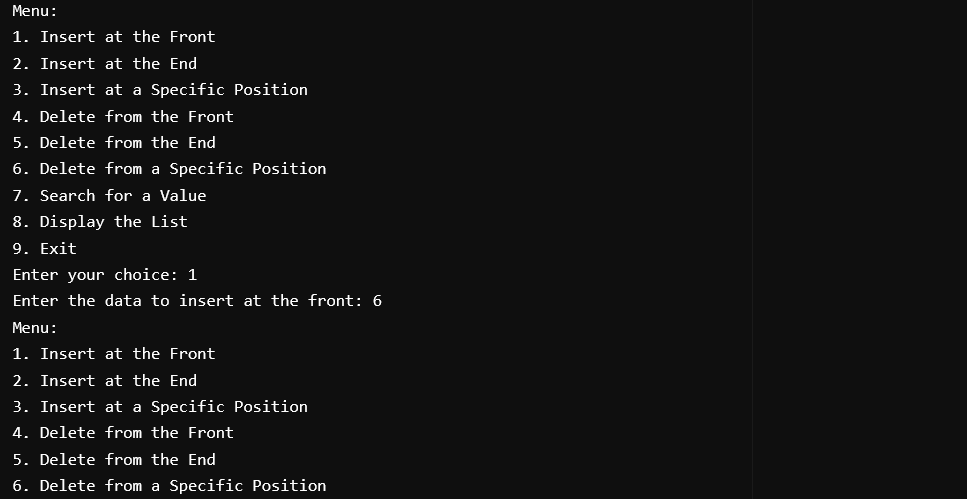 Menu:
1. Insert at the Front
2. Insert at the End
3. Insert at a Specific Position
4. Delete from the Front
5. Delete from the End
6. Delete from a Specific Position
7. Search for a Value
8. Display the List
9. Exit
Enter your choice: 1
Enter the data to insert at the front: 6
Menu:
1. Insert at the Front
2. Insert at the End
3. Insert at a Specific Position
4. Delete from the Front
5. Delete from the End
6. Delete from a Specific Position